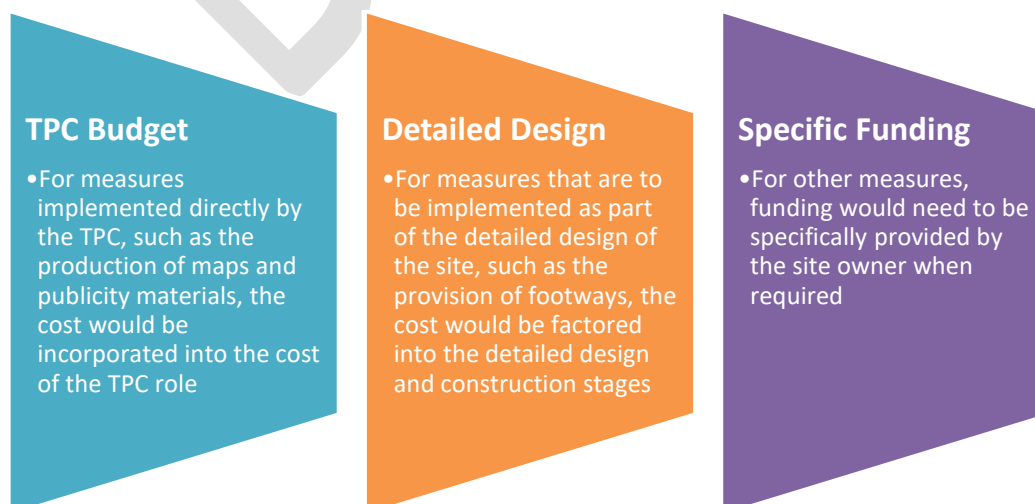 TPC Budget
•For measures
implemented directly by
the TPC, such as the
production of maps and
publicity materials, the
cost would be
incorporated into the cost
of the TPC role
Detailed Design
•For measures that are to
be implemented as part
of the detailed design of
the site, such as the
provision of footways, the
cost would be factored
into the detailed design
and construction stages
Specific Funding
•For other measures,
funding would need to be
specifically provided by
the site owner when
required